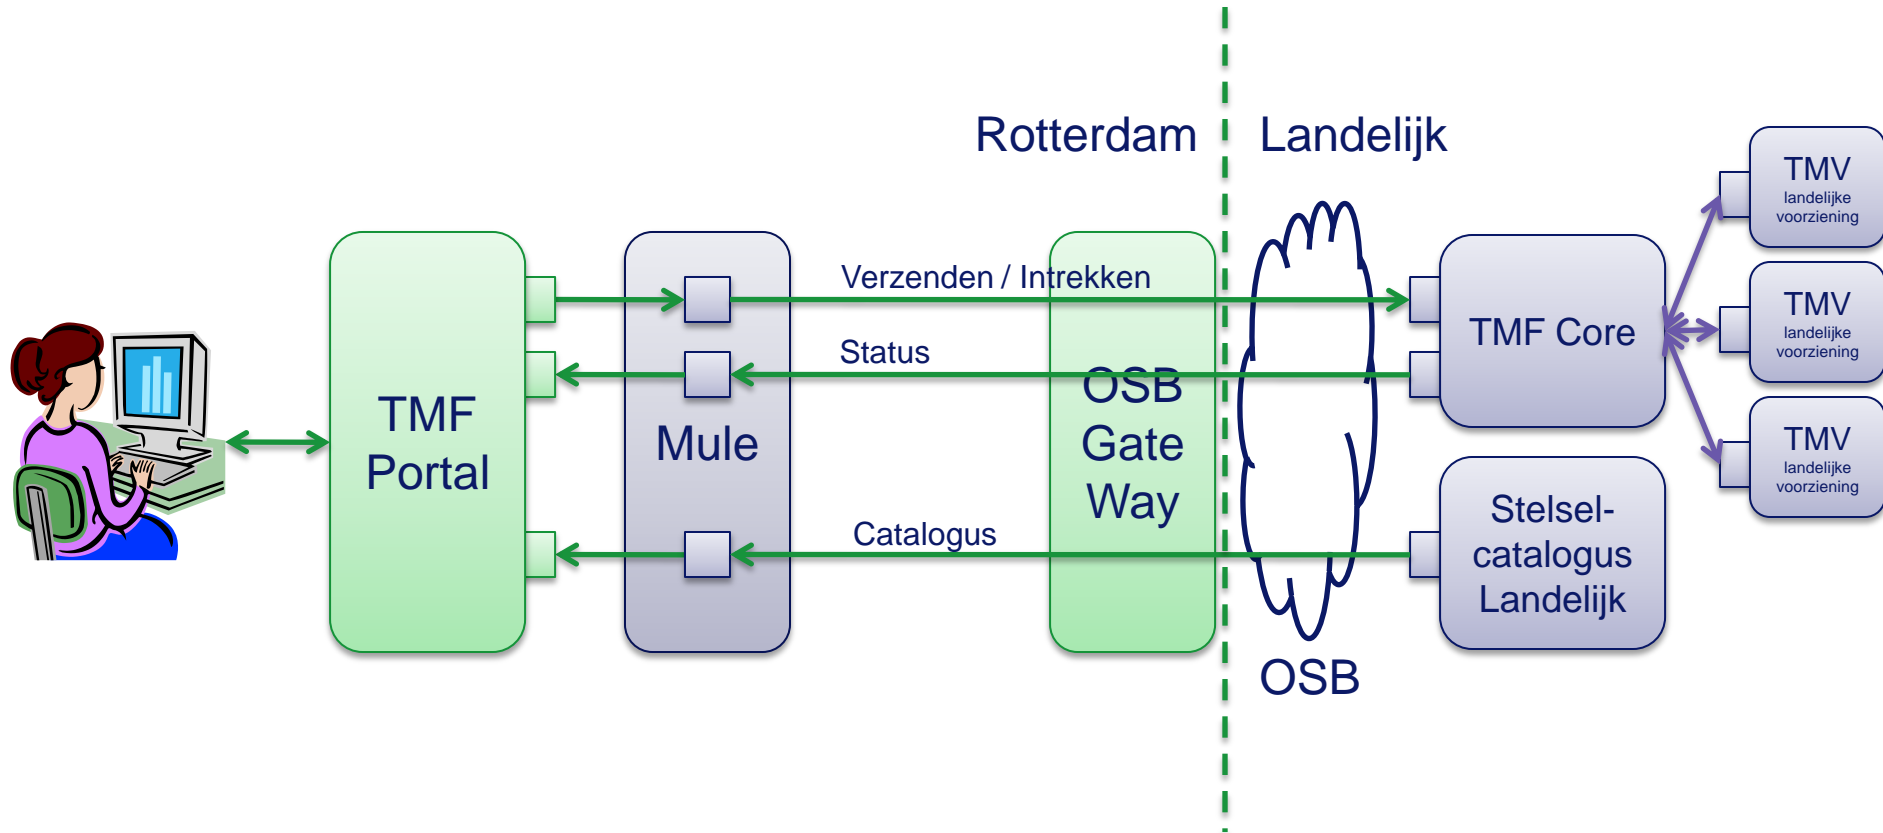 Rotterdam
Landelijk
TMF
Portal
Mule
Verzenden / Intrekken
Status
Catalogus
OSB
Gate
Way
OSB
TMF Core
Stelsel-
catalogus
Landelijk
TMV
landelijke
voorziening
TMV
landelijke
voorziening
TMV
landelijke
voorziening